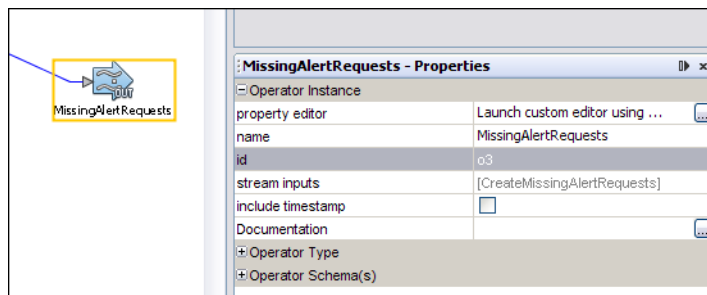 OUT
MissingAlertRequests
MissingAlertRequests - Properties
Operator Instance
property editor Launch custom editor using ... ...
name MissingAlertRequests
id o3
stream inputs [CreateMissingAlertRequests]
include timestamp
Documentation ...
Operator Type
Operator Schema(s)